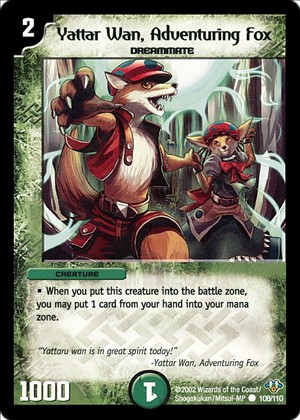 2
Yattar Wan, Adventuring Fox
DREAMMATE
CREATURE
▪ When you put this creature into the battle zone,
you may put 1 card from your hand into your mana
zone.
"Yattaru wan is in great spirit today!"
-Yattar Wan, Adventuring Fox
1000
1
©2002 Wizards of the Coast/
Shogakukan/Mitsui-MP ● 108/110